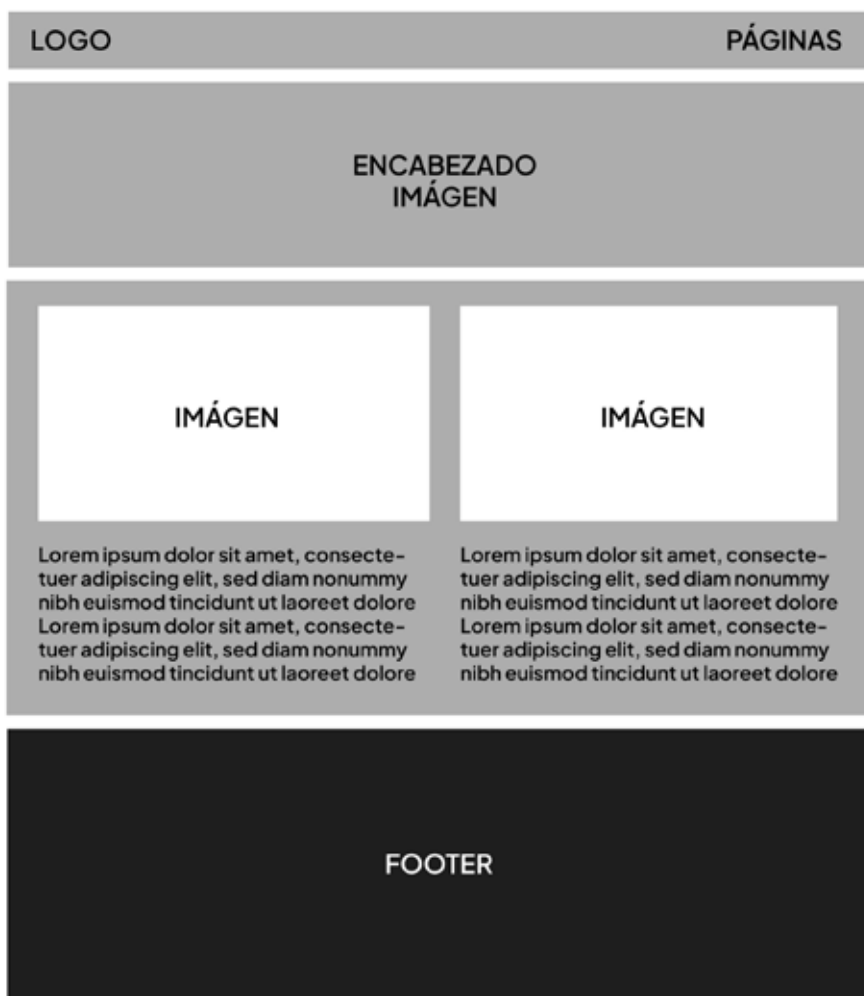 LOGO
PÁGINAS
ENCABEZADO
IMÁGEN
IMÁGEN
Lorem ipsum dolor sit amet, consecte-
tuer adipiscing elit, sed diam nonummy
nibh euismod tincidunt ut laoreet dolore
Lorem ipsum dolor sit amet, consecte-
tuer adipiscing elit, sed diam nonummy
nibh euismod tincidunt ut laoreet dolore
IMÁGEN
Lorem ipsum dolor sit amet, consecte-
tuer adipiscing elit, sed diam nonummy
nibh euismod tincidunt ut laoreet dolore
Lorem ipsum dolor sit amet, consecte-
tuer adipiscing elit, sed diam nonummy
nibh euismod tincidunt ut laoreet dolore
FOOTER